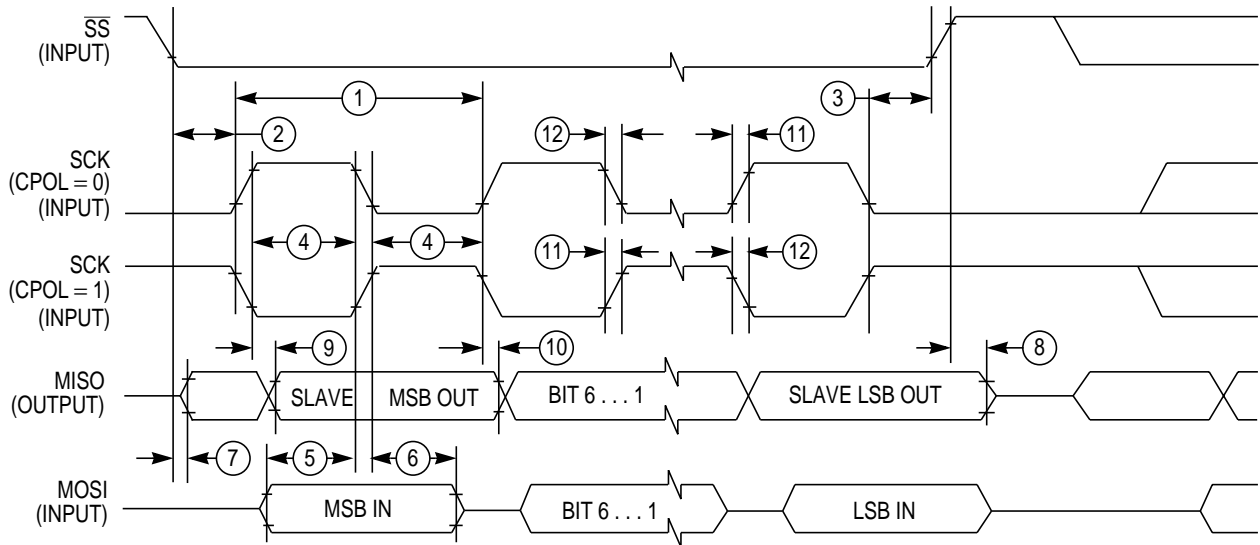 SS
(INPUT)
1
3
2
12
11
SCK
(CPOL = 0)
(INPUT)
4
4
11
12
SCK
(CPOL = 1)
(INPUT)
9
10
8
MISO
(OUTPUT)
SLAVE MSB OUT
BIT 6 . . . 1
SLAVE LSB OUT
7
5
6
MOSI
(INPUT)
MSB IN
BIT 6 . . . 1
LSB IN